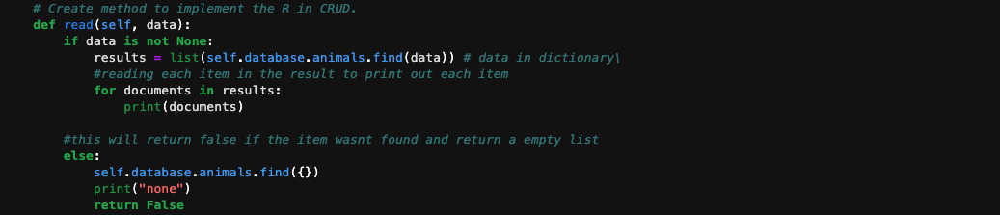 # Create method to implement the R in CRUD.
def read(self, data):
if data is not None:
results = list(self.database.animals.find(data)) # data in dictionary\
#reading each item in the result to print out each item
for documents in results:
print(documents)
#this will return false if the item wasnt found and return a empty list
else:
self.database.animals.find({})
print("none")
return False